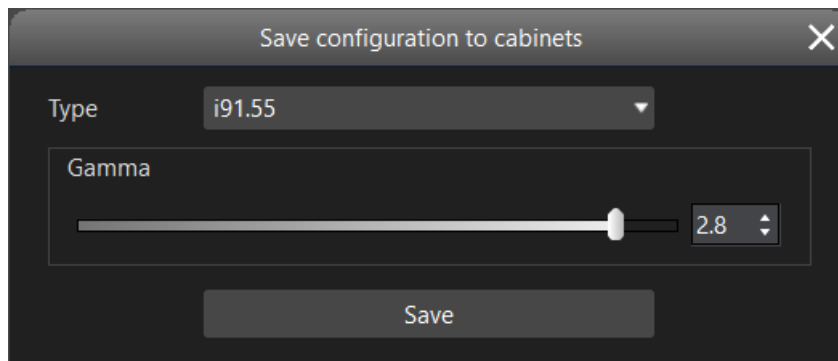 Save configuration to cabinets
Type
i91.55
Gamma
2.8
Save